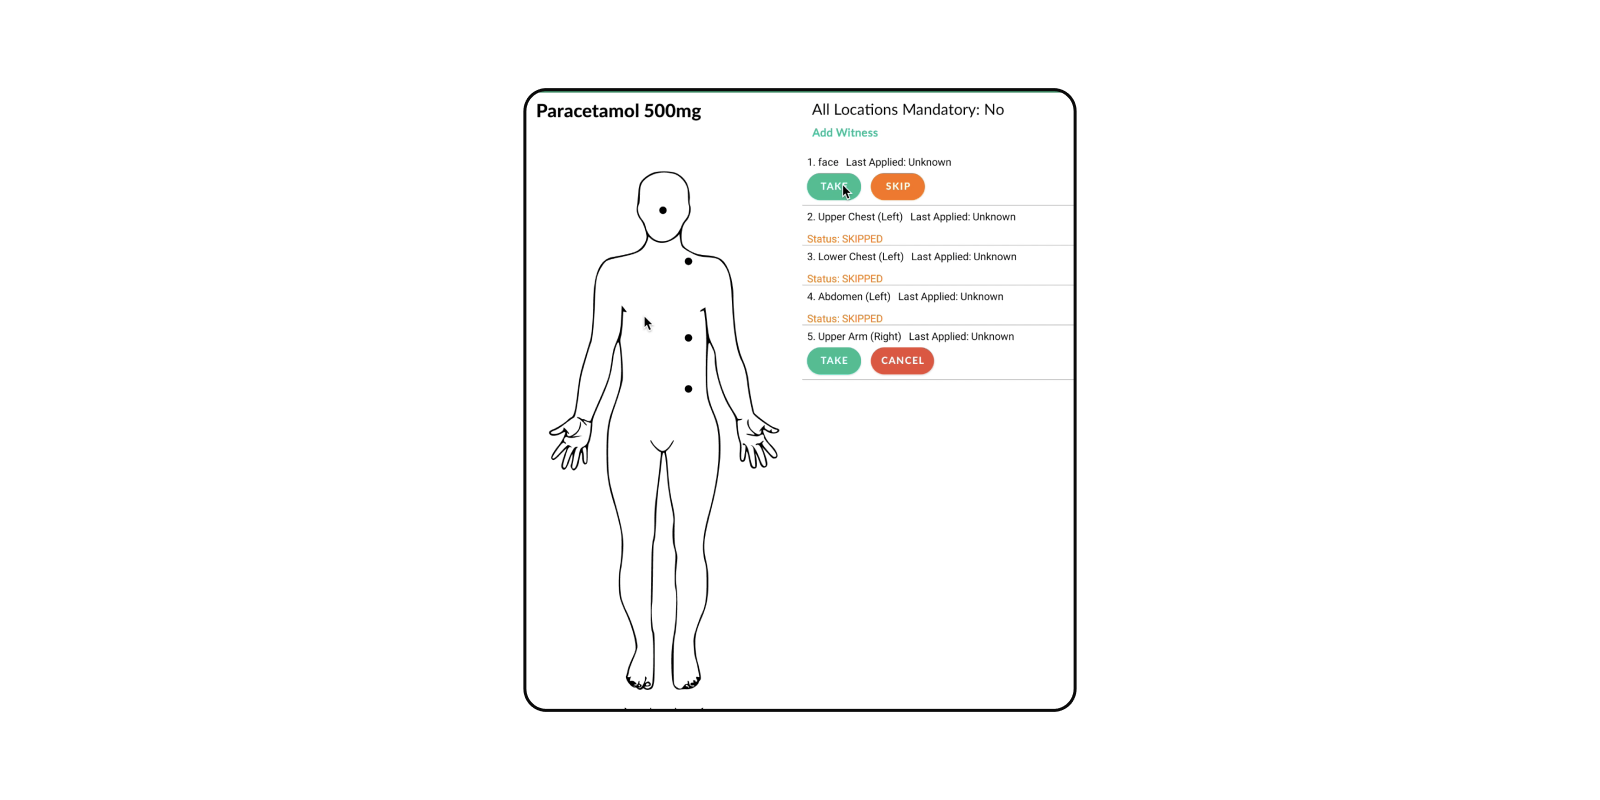 Paracetamol 500mg
All Locations Mandatory: No
Add Witness
1. face Last Applied: Unknown
TAKE SKIP
2. Upper Chest (Left) Last Applied: Unknown
Status: SKIPPED
3. Lower Chest (Left) Last Applied: Unknown
Status: SKIPPED
4. Abdomen (Left) Last Applied: Unknown
Status: SKIPPED
5. Upper Arm (Right) Last Applied: Unknown
TAKE CANCEL